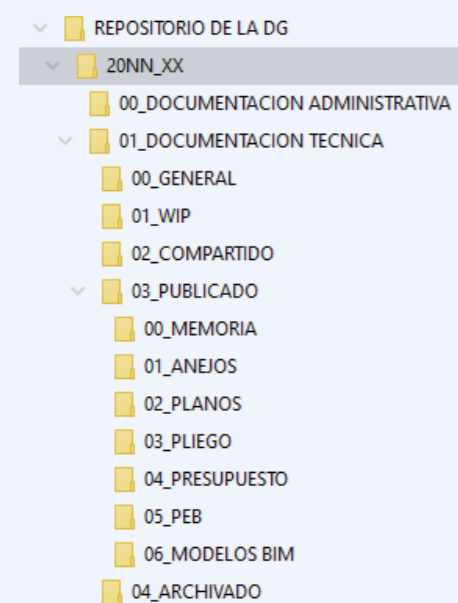 REPOSITORIO DE LA DG
20NN_XX
00_DOCUMENTACION ADMINISTRATIVA
01_DOCUMENTACION TECNICA
00_GENERAL
01_WIP
02_COMPARTIDO
03_PUBLICADO
00_MEMORIA
01_ANEJOS
02_PLANOS
03_PLIEGO
04_PRESUPUESTO
05_PEB
06_MODELOS BIM
04_ARCHIVADO